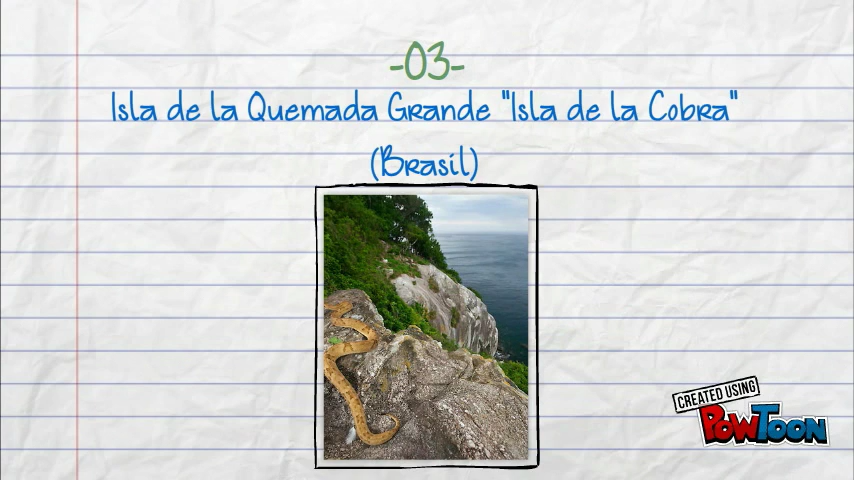 -03-
Isla de la Quemada Grande "Isla de la Cobra"
(Brasil)
CREATED USING
POWTOON